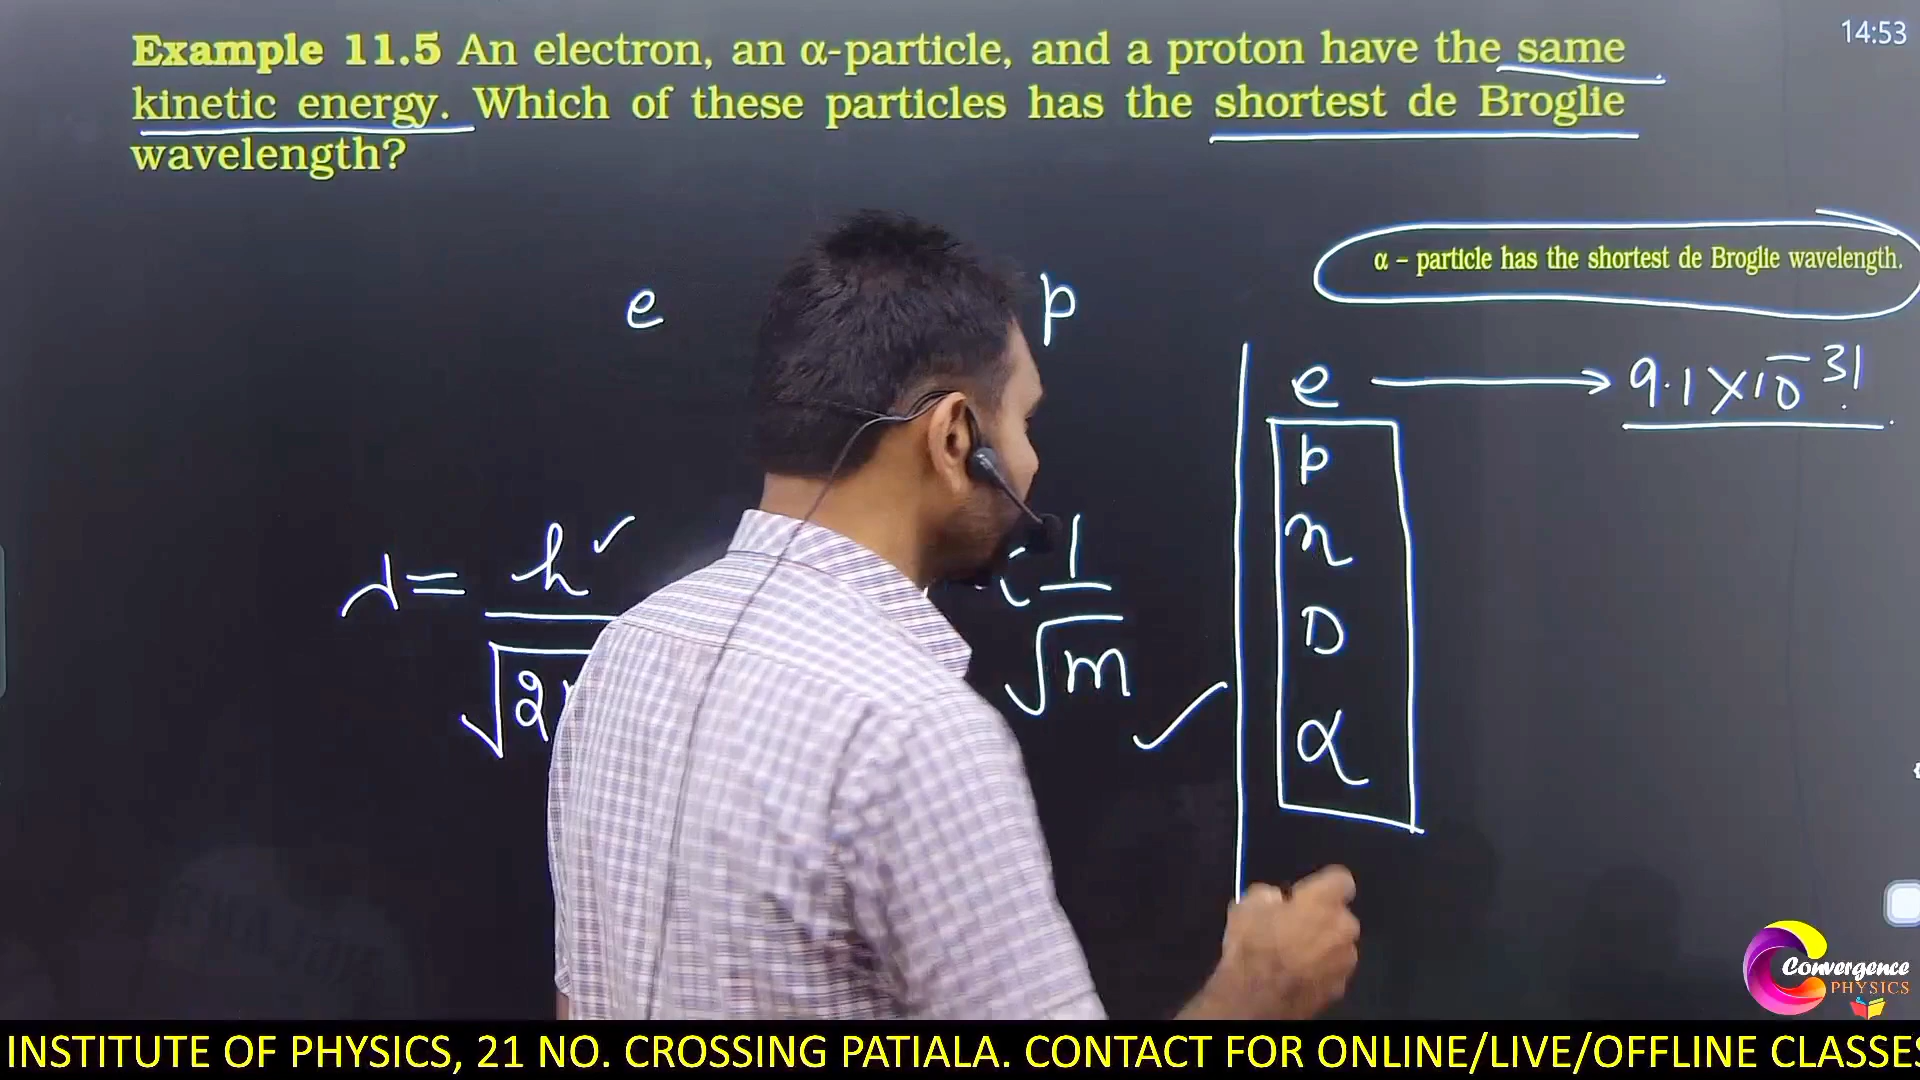 14:53
Example 11.5 An electron, an α-particle, and a proton have the same
kinetic energy. Which of these particles has the shortest de Broglie
wavelength?
α – particle has the shortest de Broglie wavelength.
e
p
e → 9.1 × 10⁻³¹
p
n
D
α
λ = h
√2
1
√m
Convergence
PHYSICS
INSTITUTE OF PHYSICS, 21 NO. CROSSING PATIALA. CONTACT FOR ONLINE/LIVE/OFFLINE CLASSES